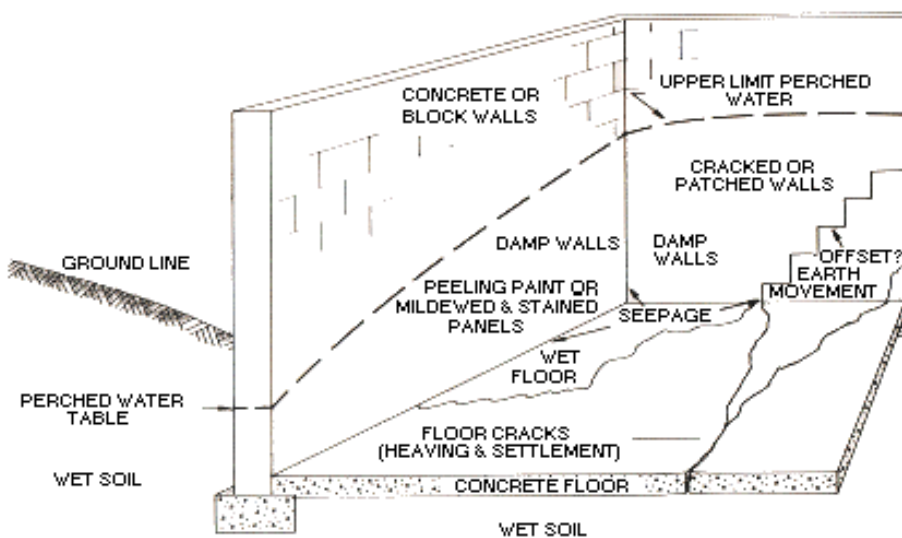 CONCRETE OR
BLOCK WALLS
UPPER LIMIT PERCHED
WATER
CRACKED OR
PATCHED WALLS
GROUND LINE
DAMP WALLS
DAMP
WALLS
OFFSET?
EARTH
MOVEMENT
PEELING PAINT OR
MILDEWED & STAINED
PANELS
SEEPAGE
WET
FLOOR
PERCHED WATER
TABLE
FLOOR CRACKS
(HEAVING & SETTLEMENT)
WET SOIL
CONCRETE FLOOR
WET SOIL